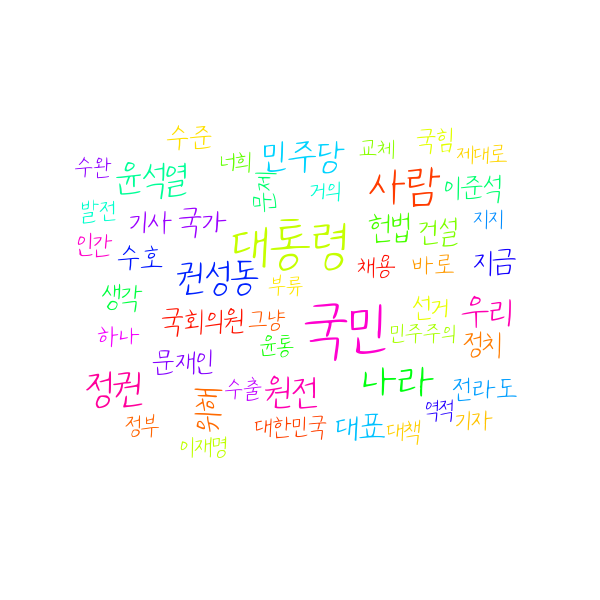 수준
국힘
너희
민주당
교체
제대로
수완
윤석열
문제
거의
사람
이준석
발전
기사
국가
헌법
건설
지지
인간
수호
대통령
채용
바로
지금
권성동
생각
부류
하나
국회의원
그냥
국민
선거
우리
윤통
민주주의
정치
문재인
정권
위해
수출
원전
나라
전라도
정부
대한민국
대표
대책
역적
기자
이재명